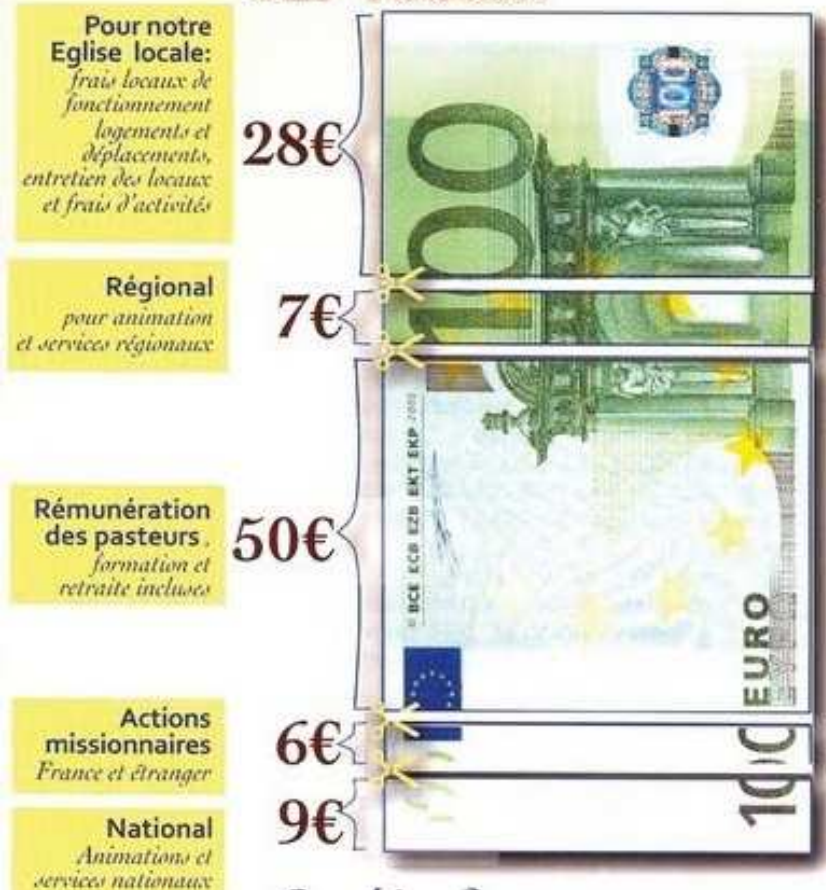 Pour notre
Eglise locale:
frais locaux de
fonctionnement
logements et
déplacements,
entretien des locaux
et frais d'activités
28€
100
Régional
pour animation
et services régionaux
7€
Rémunération
des pasteurs,
formation et
retraite incluses
50€
© BCE ECB EZB EKT EKP 2002
EURO
Actions
missionnaires
France et étranger
6€
100
National
Animations et
services nationaux
9€